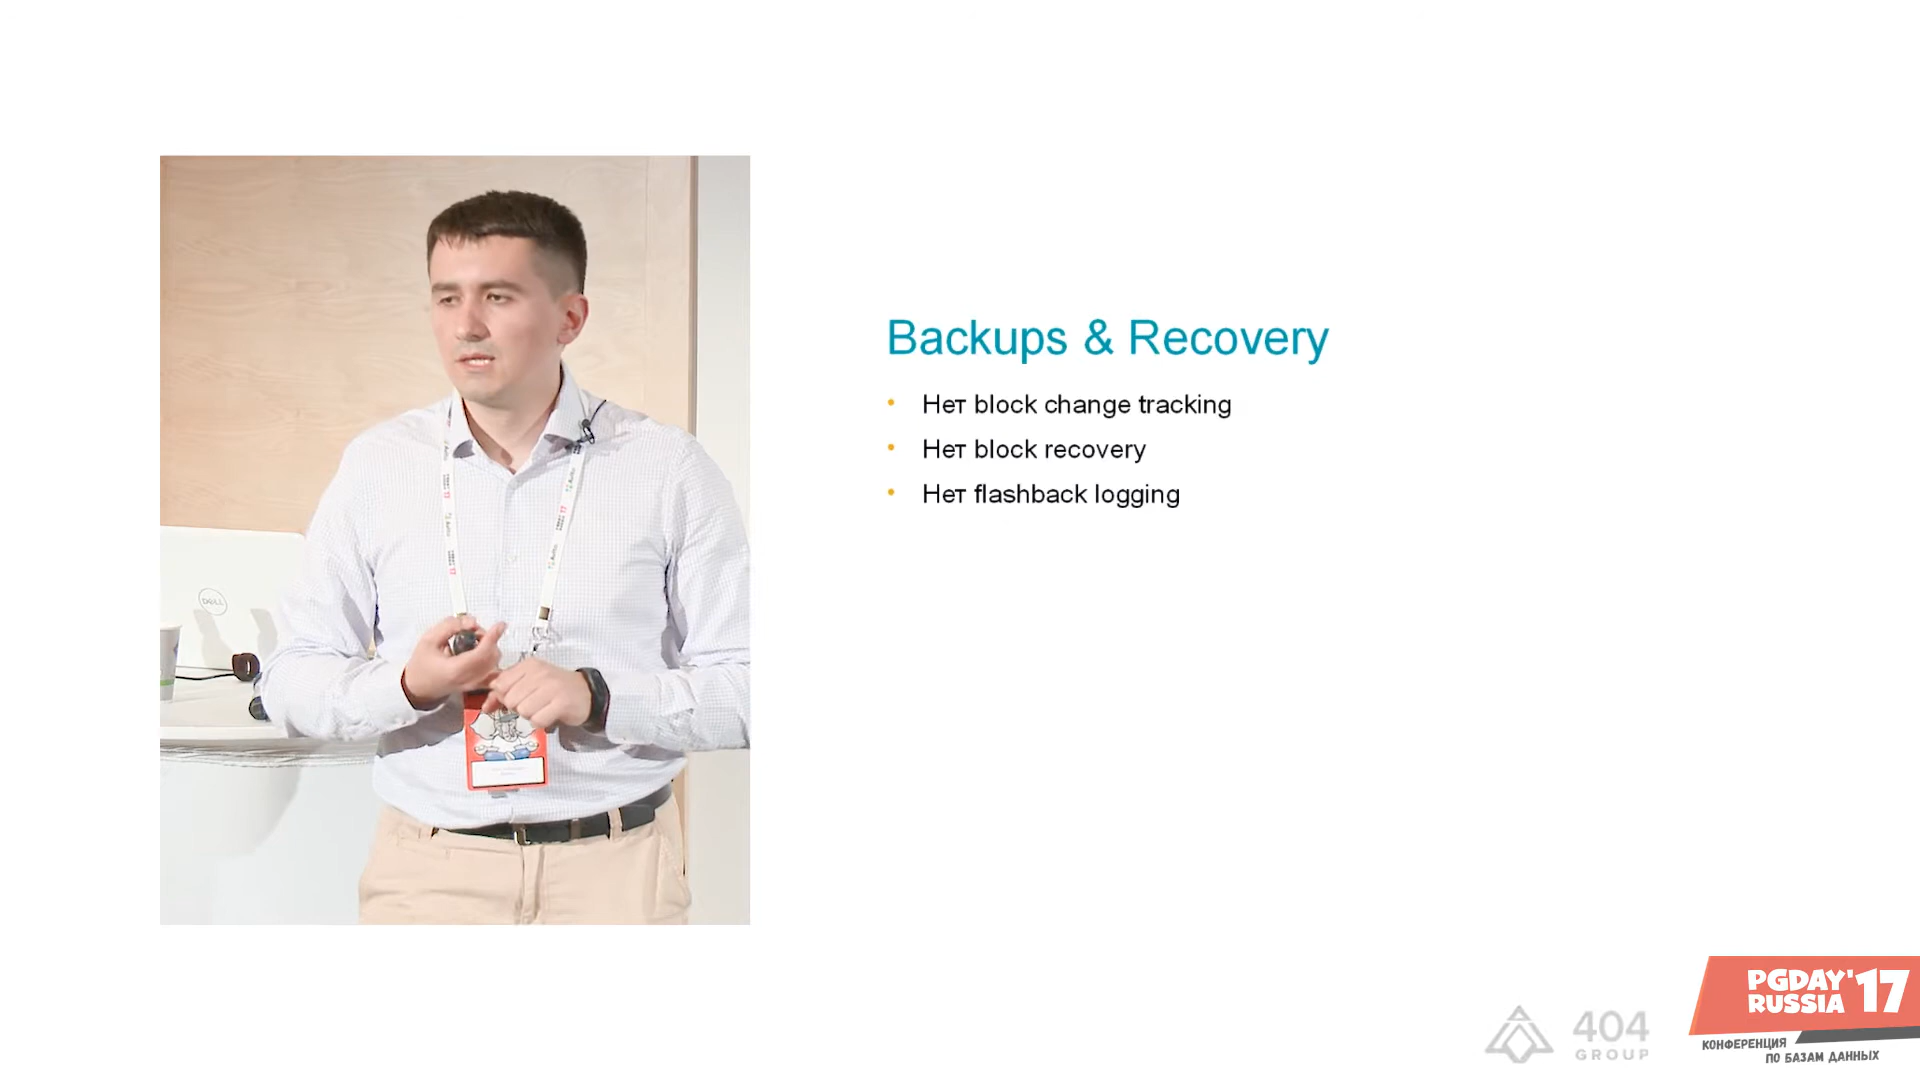 Backups & Recovery
Нет block change tracking
Нет block recovery
Нет flashback logging
DELL
PGDAY'17
RUSSIA
КОНФЕРЕНЦИЯ
ПО БАЗАМ ДАННЫХ
404
GROUP